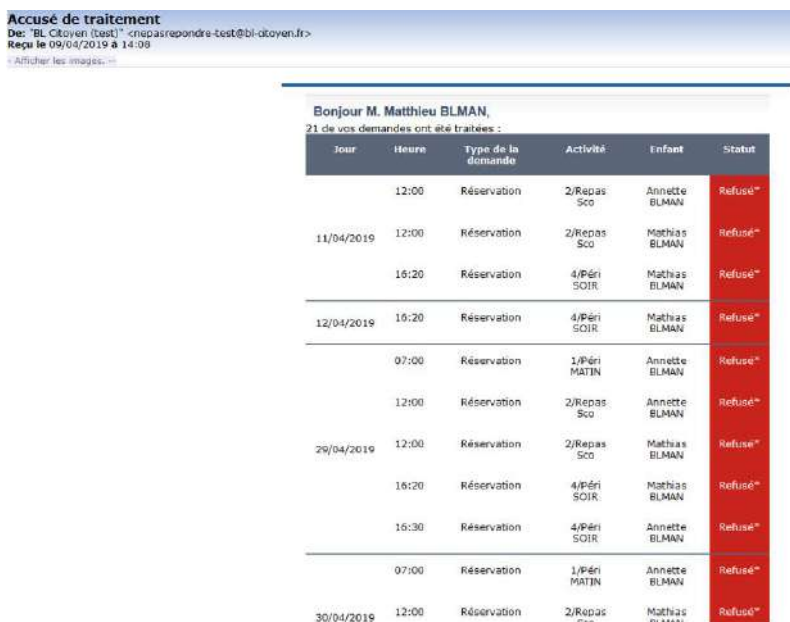 Accusé de traitement
De: "BL Citoyen (test)" <nepasrepondre-test@bl-citoyen.fr>
Reçu le 09/04/2019 à 14:08
- Afficher les images. --
Bonjour M. Matthieu BLMAN,
21 de vos demandes ont été traitées :
Jour Heure Type de la demande Activité Enfant Statut
12:00 Réservation 2/Repas Sco Annette BLMAN Refusé*
11/04/2019 12:00 Réservation 2/Repas Sco Mathias BLMAN Refusé*
16:20 Réservation 4/Péri SOIR Mathias BLMAN Refusé*
12/04/2019 16:20 Réservation 4/Péri SOIR Mathias BLMAN Refusé*
07:00 Réservation 1/Péri MATIN Annette BLMAN Refusé*
12:00 Réservation 2/Repas Sco Annette BLMAN Refusé*
29/04/2019 12:00 Réservation 2/Repas Sco Mathias BLMAN Refusé*
16:20 Réservation 4/Péri SOIR Mathias BLMAN Refusé*
16:30 Réservation 4/Péri SOIR Annette BLMAN Refusé*
07:00 Réservation 1/Péri MATIN Annette BLMAN Refusé*
30/04/2019 12:00 Réservation 2/Repas Mathias Refusé*